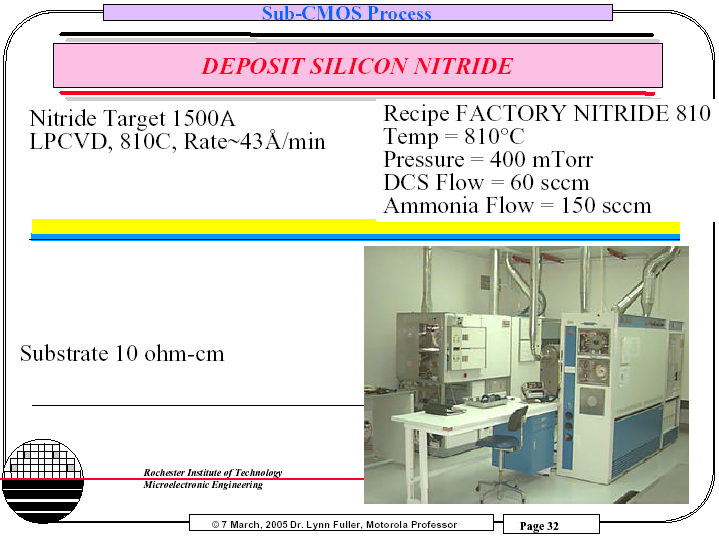 Sub-CMOS Process
DEPOSIT SILICON NITRIDE
Nitride Target 1500A
LPCVD, 810C, Rate~43Å/min
Recipe FACTORY NITRIDE 810
Temp = 810°C
Pressure = 400 mTorr
DCS Flow = 60 sccm
Ammonia Flow = 150 sccm
Substrate 10 ohm-cm
Rochester Institute of Technology
Microelectronic Engineering
© 7 March, 2005 Dr. Lynn Fuller, Motorola Professor
Page 32